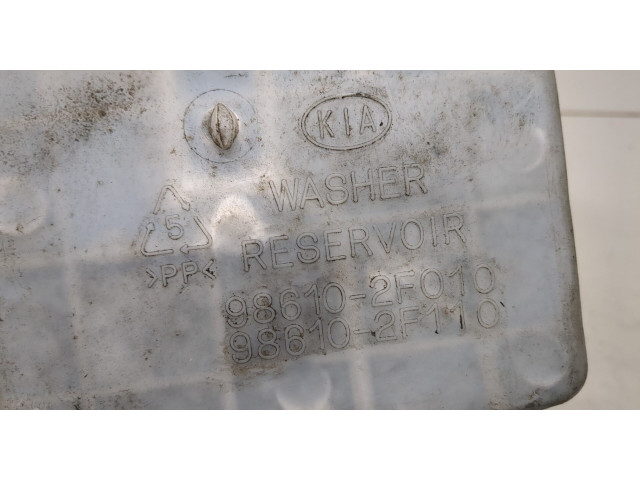 KIA
WASHER
RESERVOIR
5
>PP<
98610-2F010
98610-2F110